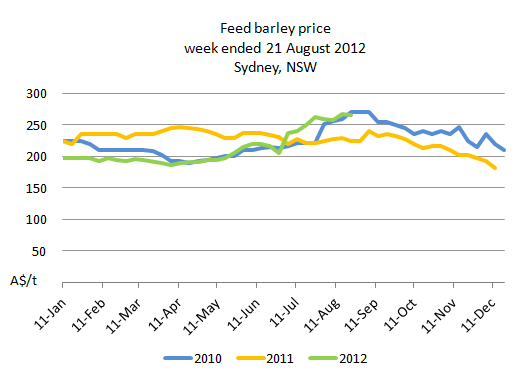 Feed barley price
week ended 21 August 2012
Sydney, NSW
300
250
200
150
100
50
A$/t
11-Jan
11-Feb
11-Mar
11-Apr
11-May
11-Jun
11-Jul
11-Aug
11-Sep
11-Oct
11-Nov
11-Dec
2010 2011 2012